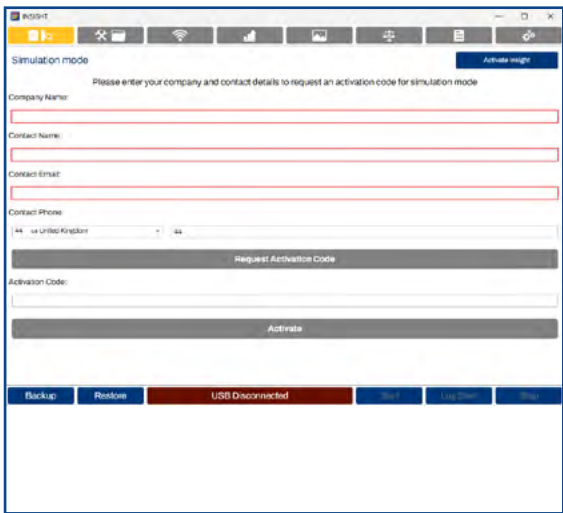 INSIGHT
Simulation mode
Activate Insight
Please enter your company and contact details to request an activation code for simulation mode
Company Name:
Contact Name:
Contact Email:
Contact Phone:
44 United Kingdom
44
Request Activation Code
Activation Code:
Activate
Backup Restore USB Disconnected Start Log Start Stop